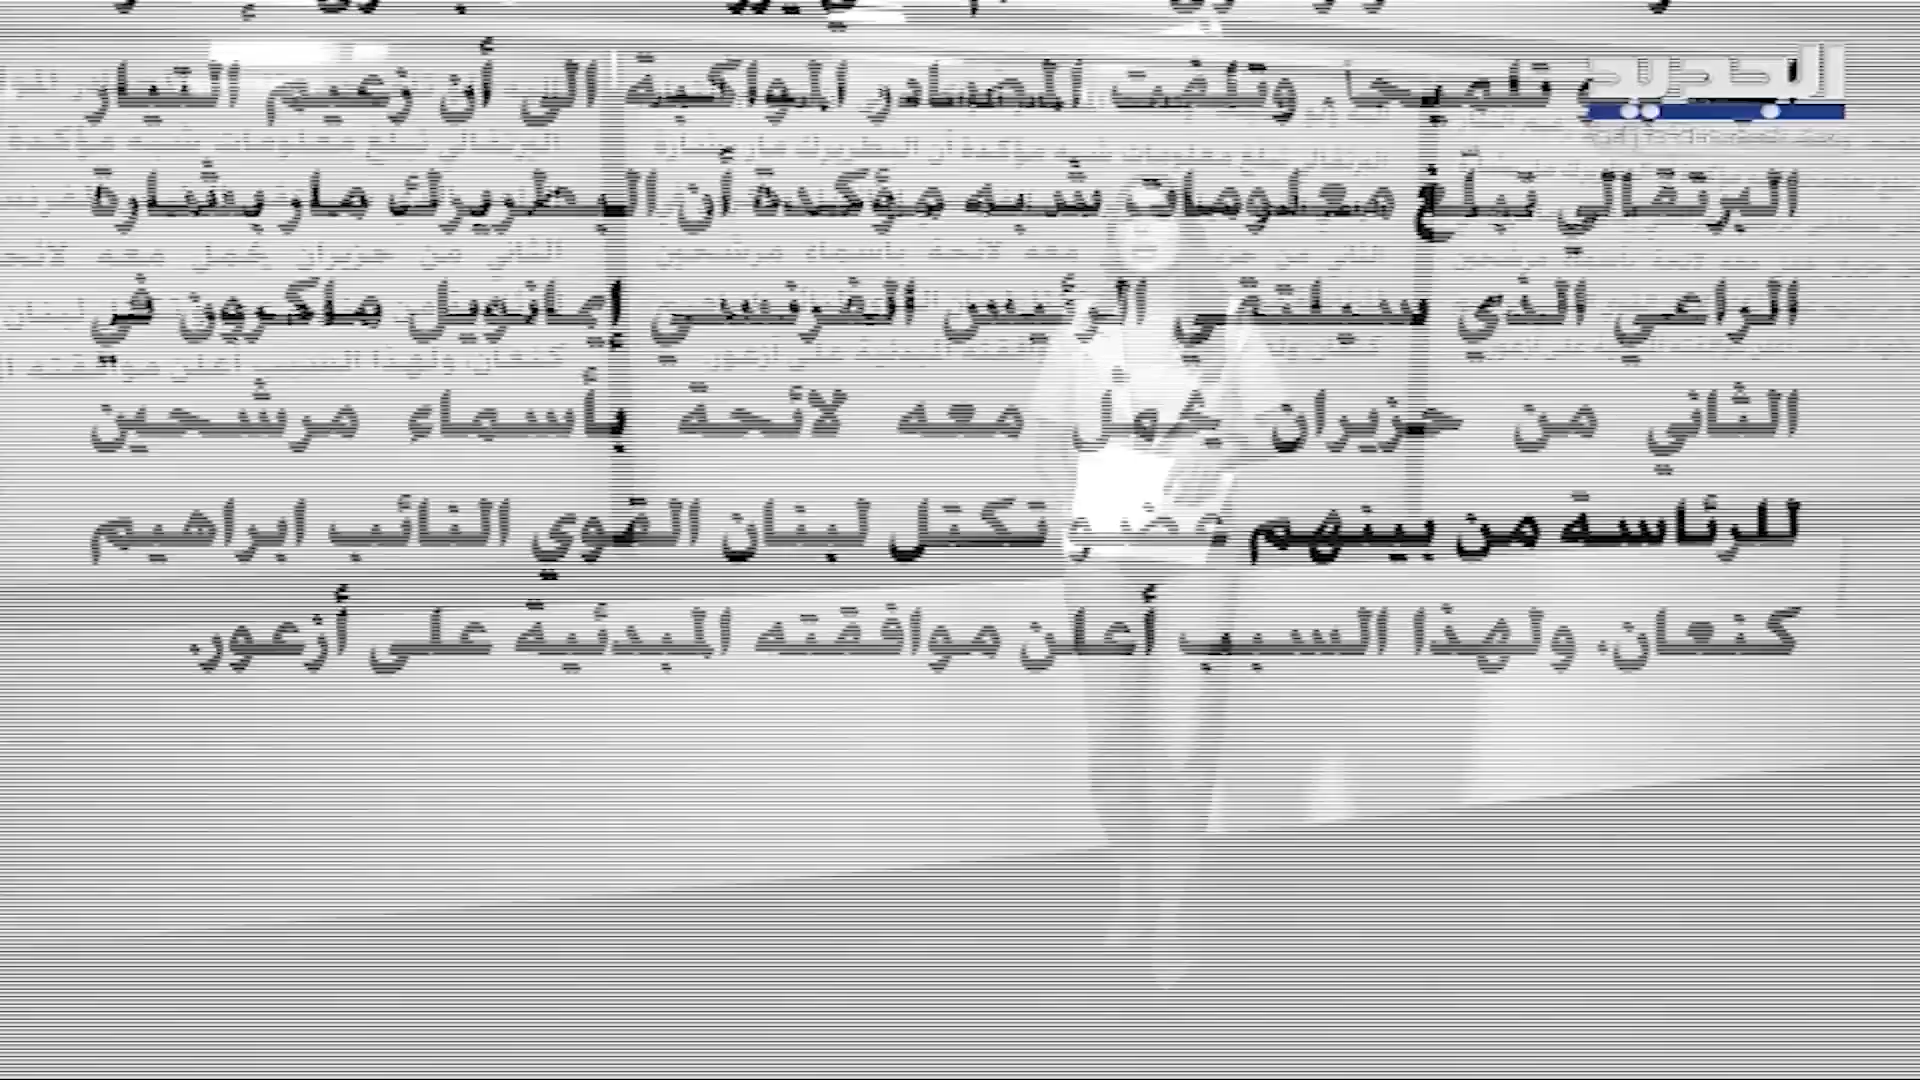 الجديد
تلميحا. وتلفت المصادر المواكبة الى أن زعيم التيار
البرتقالي تبلّغ معلومات شبه مؤكدة أن البطريرك مار بشارة
الراعي الذي سيلتقي الرئيس الفرنسي إيمانويل ماكرون في
الثاني من حزيران يحمل معه لائحة بأسماء مرشحين
للرئاسة من بينهم عضو تكتل لبنان القوي النائب ابراهيم
كنعان، ولهذا السبب أعلن موافقته المبدئية على أزعور.